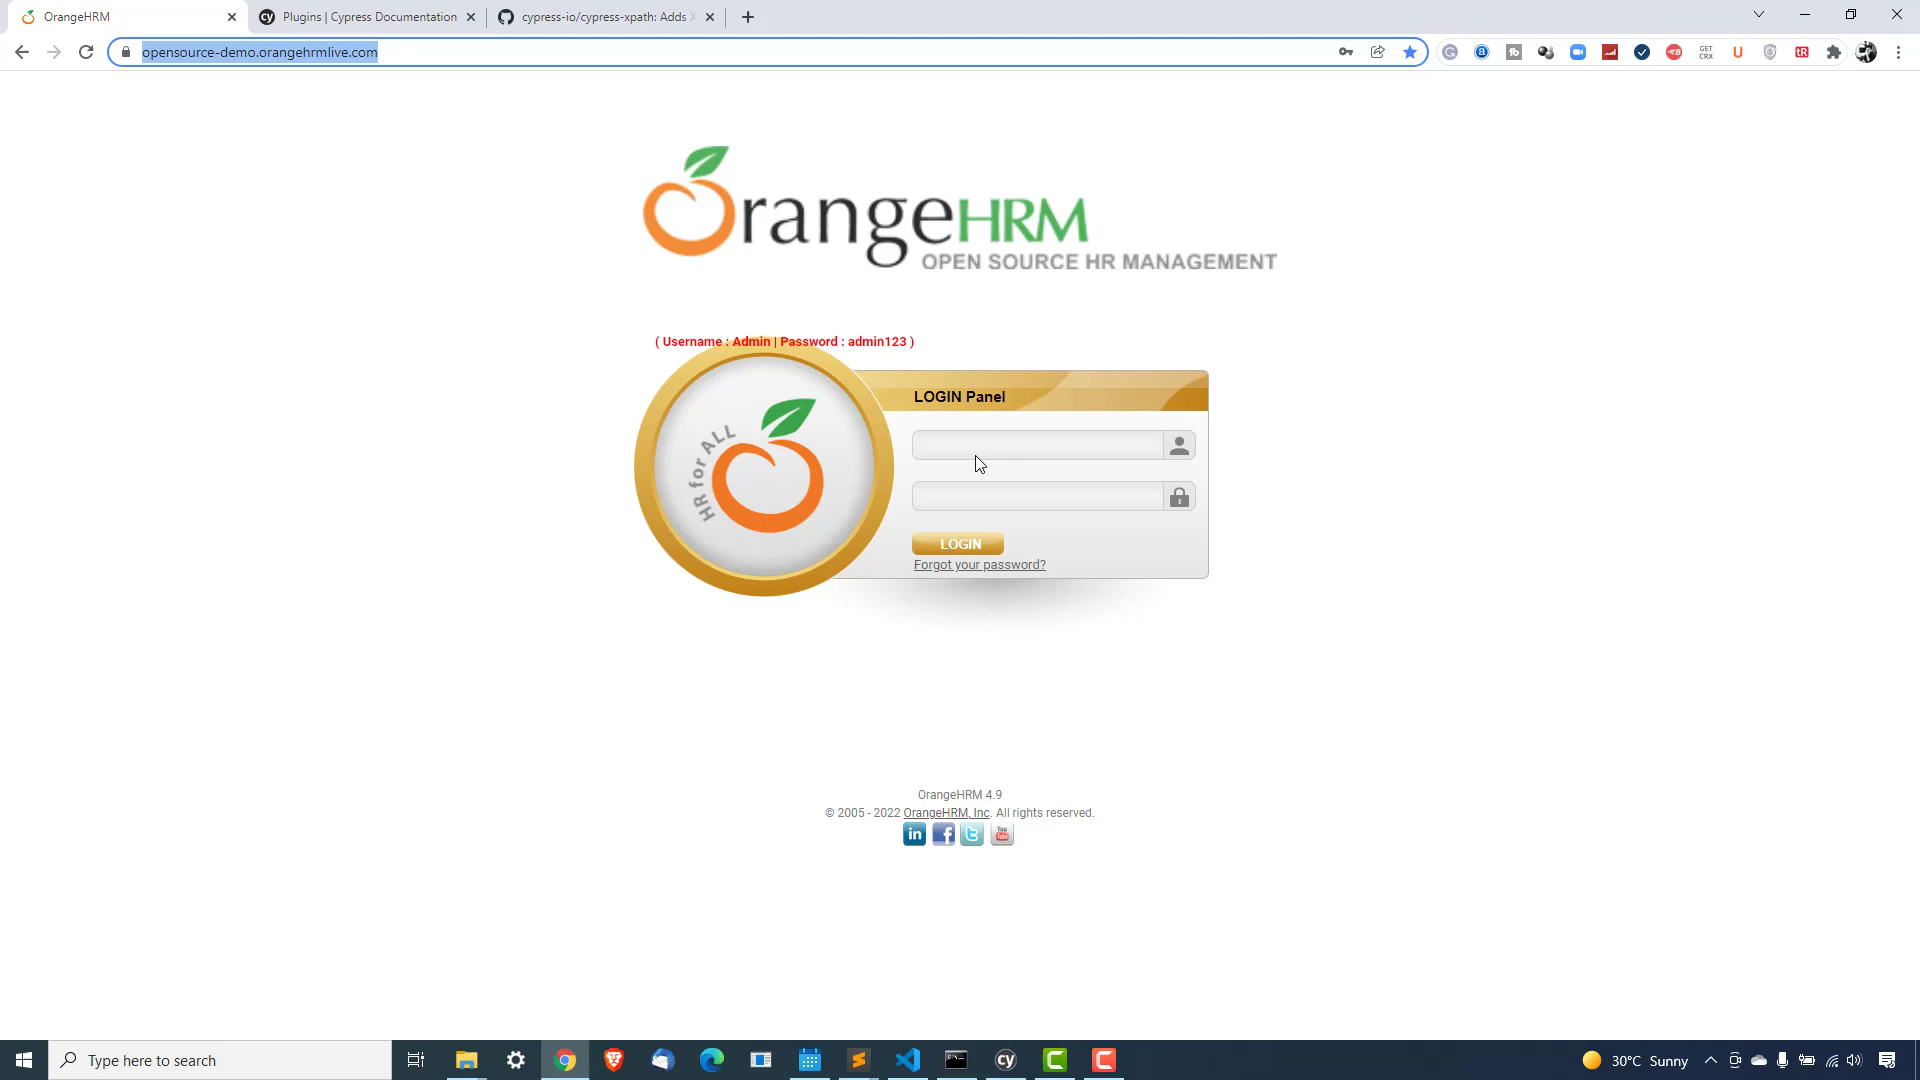 OrangeHRM
Plugins | Cypress Documentation
cypress-io/cypress-xpath: Adds
opensource-demo.orangehrmlive.com
GET
CRX
OrangeHRM
OPEN SOURCE HR MANAGEMENT
( Username : Admin | Password : admin123 )
LOGIN Panel
HR for ALL
LOGIN
Forgot your password?
OrangeHRM 4.9
© 2005 - 2022 OrangeHRM, Inc. All rights reserved.
Type here to search
30°C Sunny